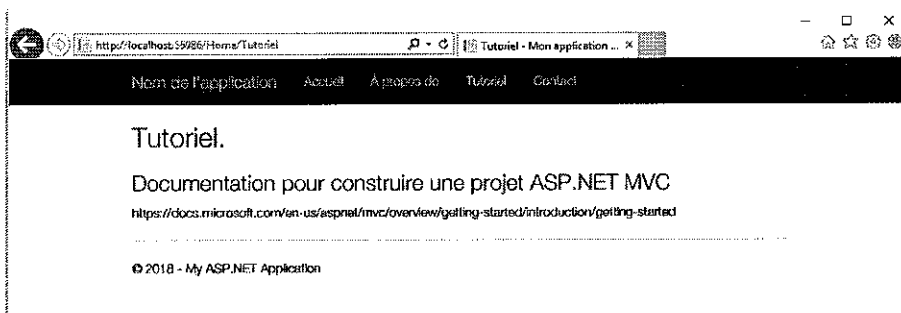 http://localhost:55986/Home/Tutoriel
Tutoriel - Mon application ...
Nom de l'application Accueil À propos de Tutoriel Contact
Tutoriel.
Documentation pour construire une projet ASP.NET MVC
https://docs.microsoft.com/en-us/aspnet/mvc/overview/getting-started/introduction/getting-started
© 2018 - My ASP.NET Application